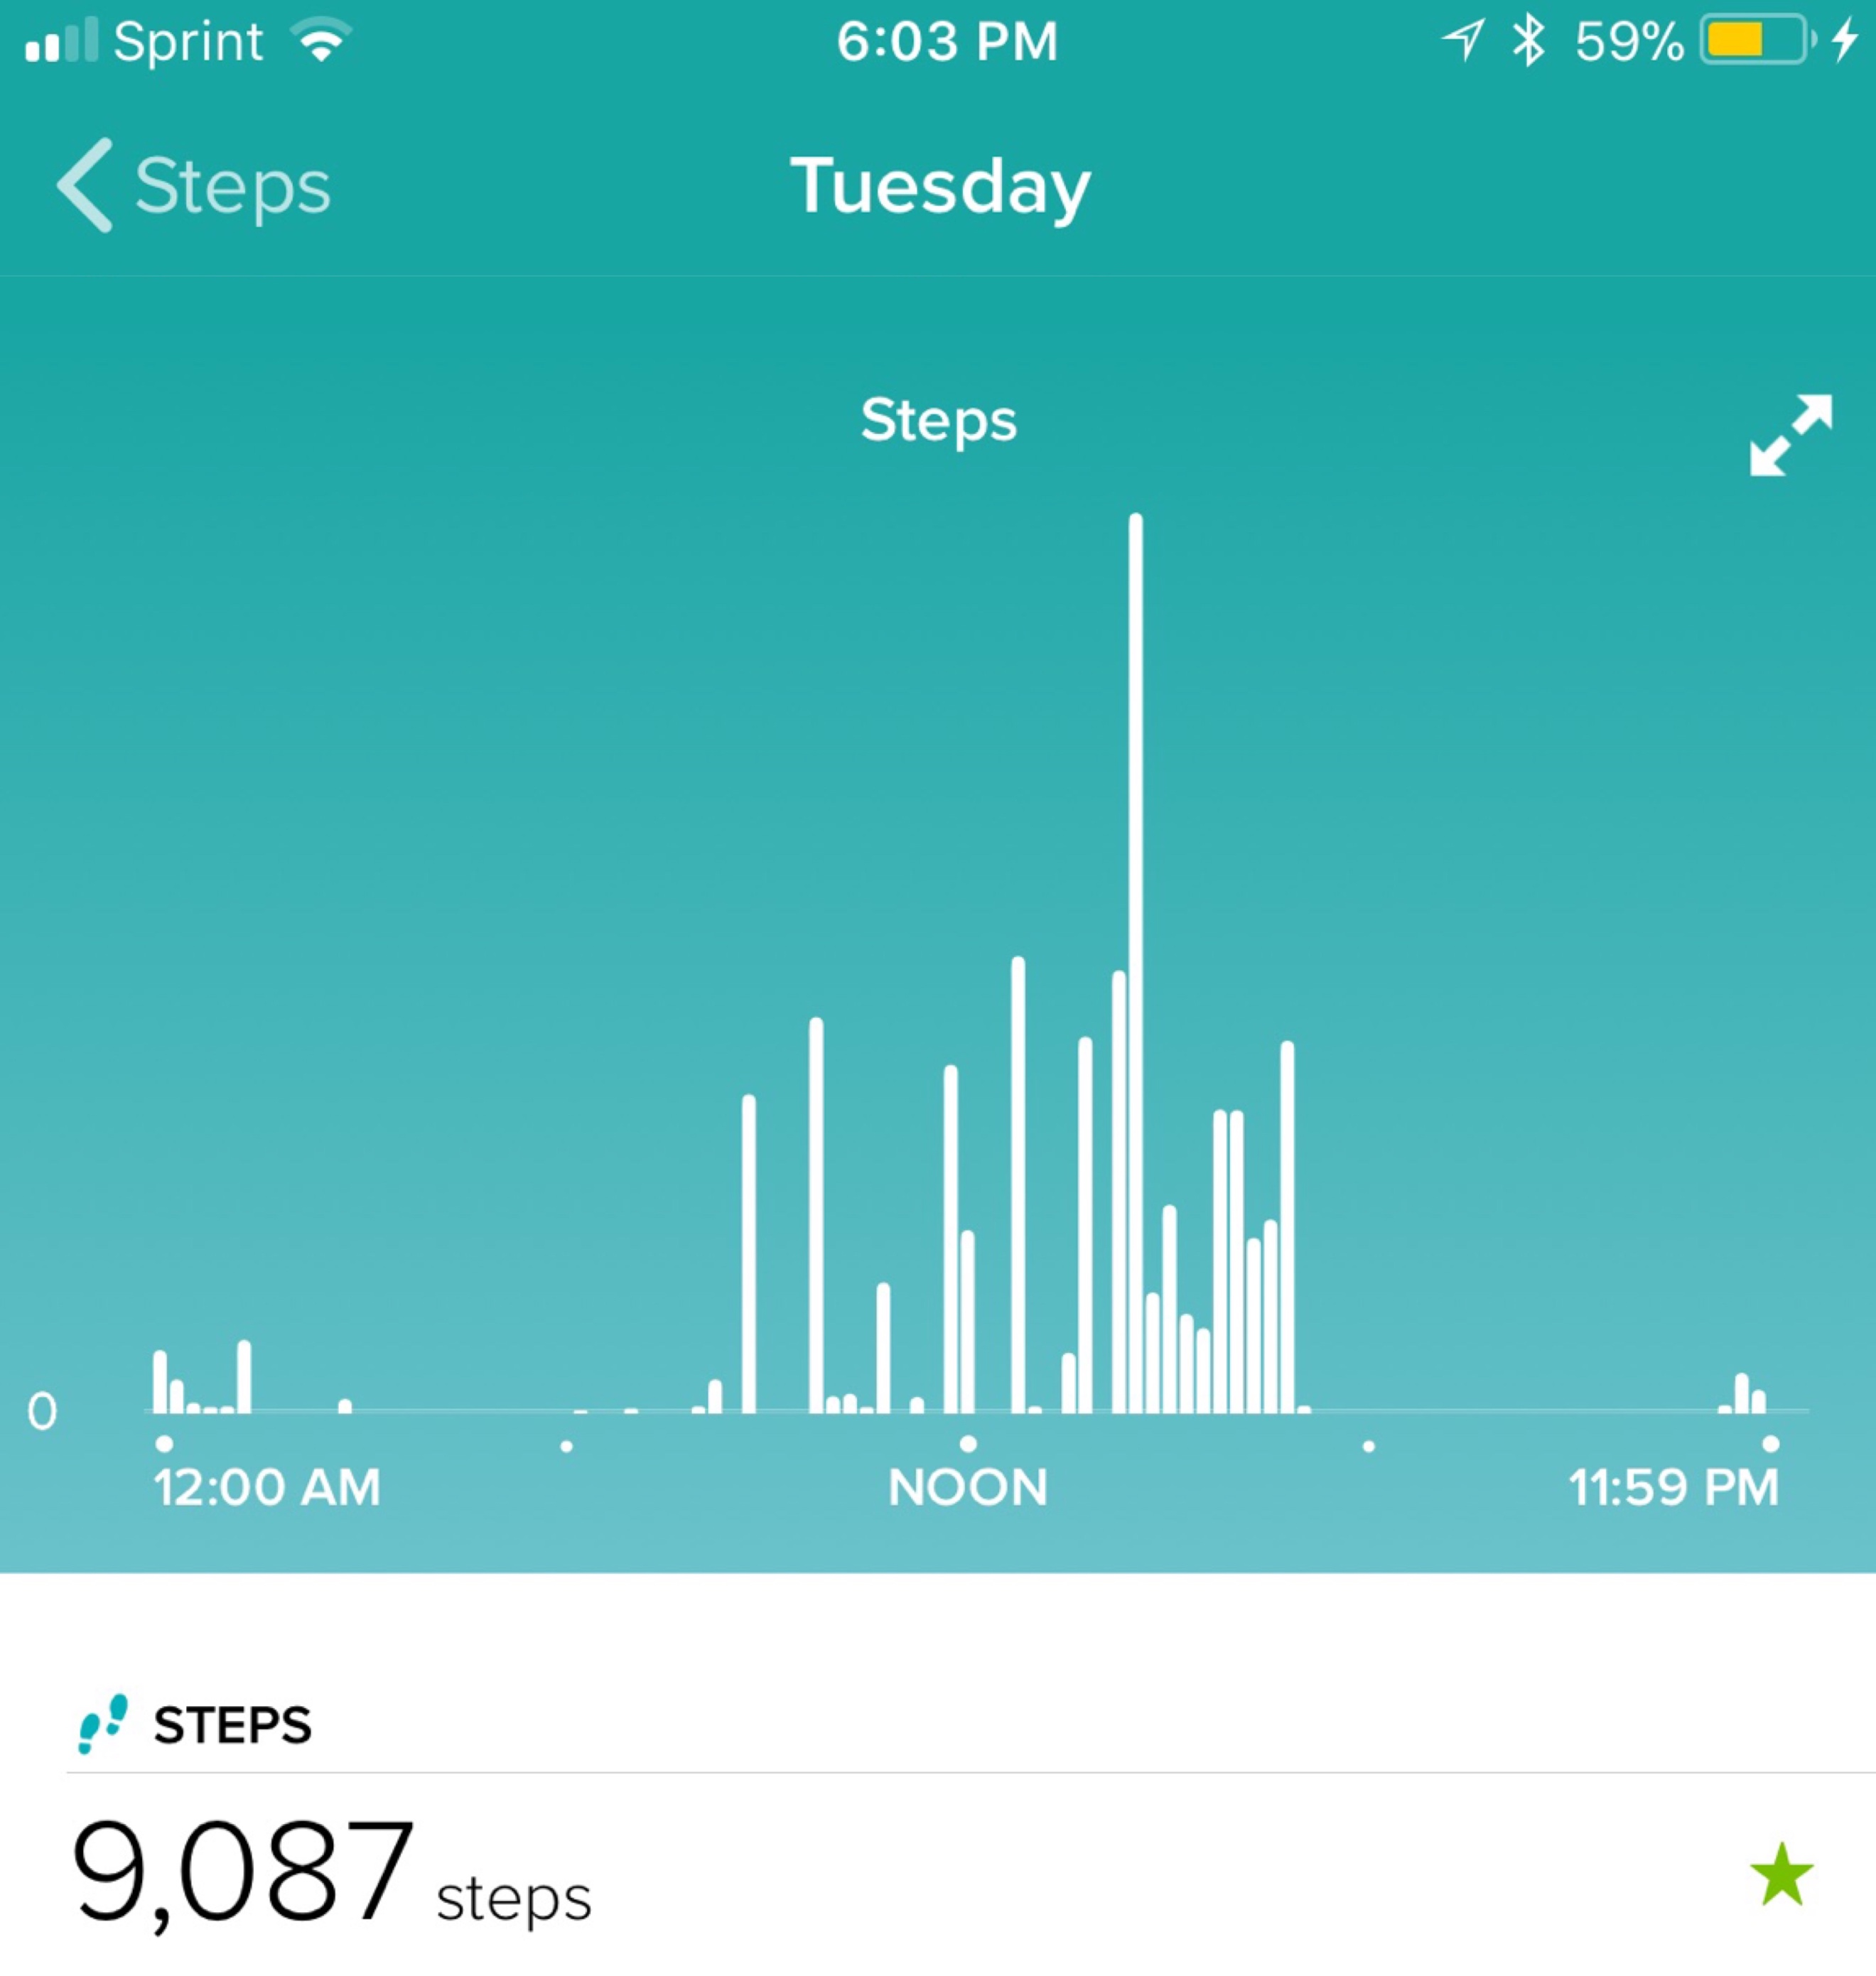 Sprint 6:03 PM 59%
Steps Tuesday
Steps
0
12:00 AM NOON 11:59 PM
STEPS
9,087 steps